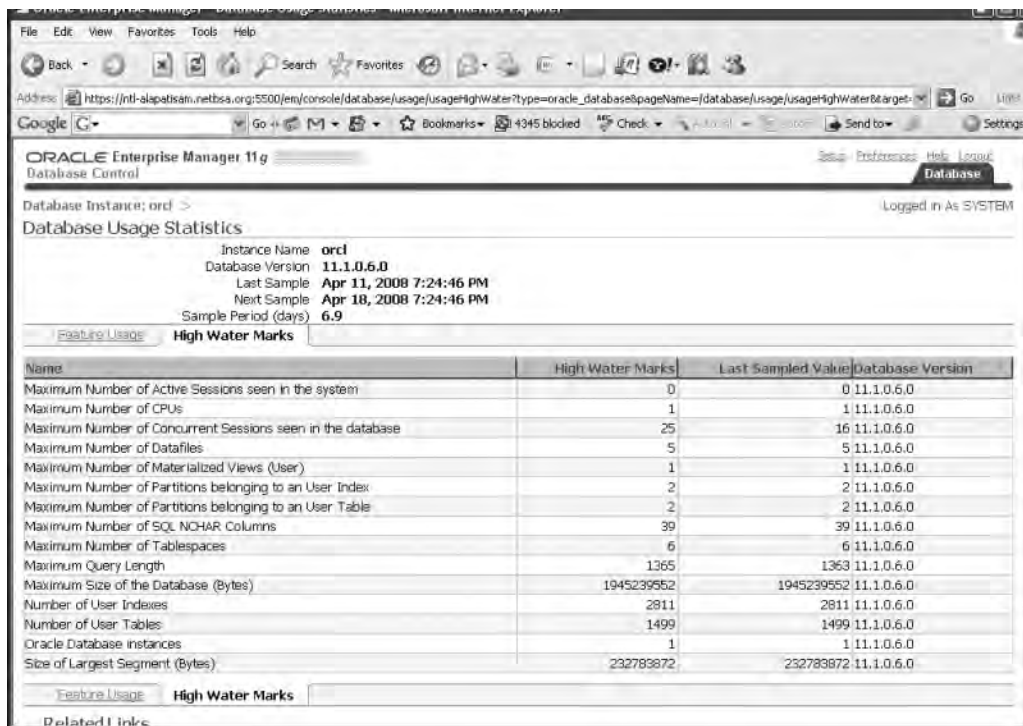 Oracle Enterprise Manager - Database Usage Statistics - Microsoft Internet Explorer
File Edit View Favorites Tools Help
Back Search Favorites
Address https://ntl-alapatisam.netbsa.org:5500/em/console/database/usage/usageHighWater?type=oracle_database&pageName=/database/usage/usageHighWater&target= Go Links
Google G Go M Bookmarks 4345 blocked Check Send to Settings
ORACLE Enterprise Manager 11g
Setup Preferences Help Logout
Database Control
Database
Database Instance: orcl >
Logged in As SYSTEM
Database Usage Statistics
Instance Name orcl
Database Version 11.1.0.6.0
Last Sample Apr 11, 2008 7:24:46 PM
Next Sample Apr 18, 2008 7:24:46 PM
Sample Period (days) 6.9
Feature Usage High Water Marks
Name High Water Marks Last Sampled Value Database Version
Maximum Number of Active Sessions seen in the system 0 0 11.1.0.6.0
Maximum Number of CPUs 1 1 11.1.0.6.0
Maximum Number of Concurrent Sessions seen in the database 25 16 11.1.0.6.0
Maximum Number of Datafiles 5 5 11.1.0.6.0
Maximum Number of Materialized Views (User) 1 1 11.1.0.6.0
Maximum Number of Partitions belonging to an User Index 2 2 11.1.0.6.0
Maximum Number of Partitions belonging to an User Table 2 2 11.1.0.6.0
Maximum Number of SQL NCHAR Columns 39 39 11.1.0.6.0
Maximum Number of Tablespaces 6 6 11.1.0.6.0
Maximum Query Length 1365 1363 11.1.0.6.0
Maximum Size of the Database (Bytes) 1945239552 1945239552 11.1.0.6.0
Number of User Indexes 2811 2811 11.1.0.6.0
Number of User Tables 1499 1499 11.1.0.6.0
Oracle Database instances 1 1 11.1.0.6.0
Size of Largest Segment (Bytes) 232783872 232783872 11.1.0.6.0
Feature Usage High Water Marks
Related Links